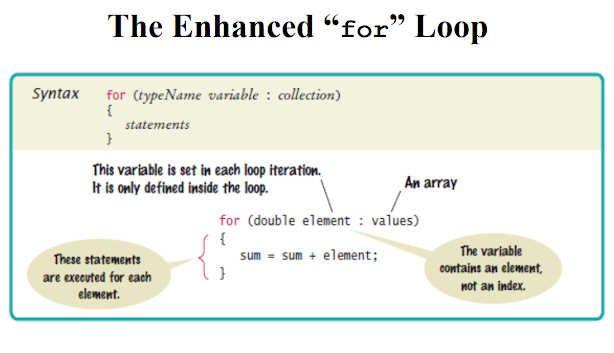 The Enhanced “for” Loop
Syntax
for (typeName variable : collection)
{
statements
}
This variable is set in each loop iteration.
It is only defined inside the loop.
An array
for (double element : values)
{
sum = sum + element;
}
These statements
are executed for each
element.
The variable
contains an element,
not an index.